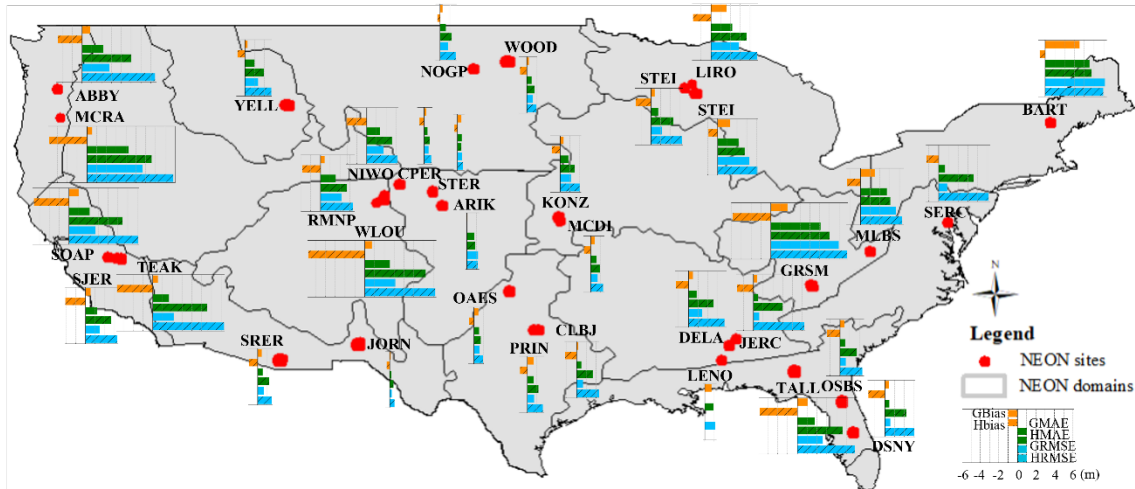 WOOD
NOGP
STEI
LIRO
ABBY
YELL
STEI
BART
MCRA
NIWO CPER
STER
KONZ
RMNP
ARIK
SERC
MCDI
MLBS
WLOU
SOAP
TEAK
GRSM
N
SJER
OAES
Legend
SRER
JORN
CLBJ
DELA
JERC
NEON sites
PRIN
LENO
TALL
OSBS
NEON domains
DSNY
GBias
GMAE
Hbias
HMAE
GRMSE
HRMSE
-6 -4 -2 0 1 2 4 6 (m)